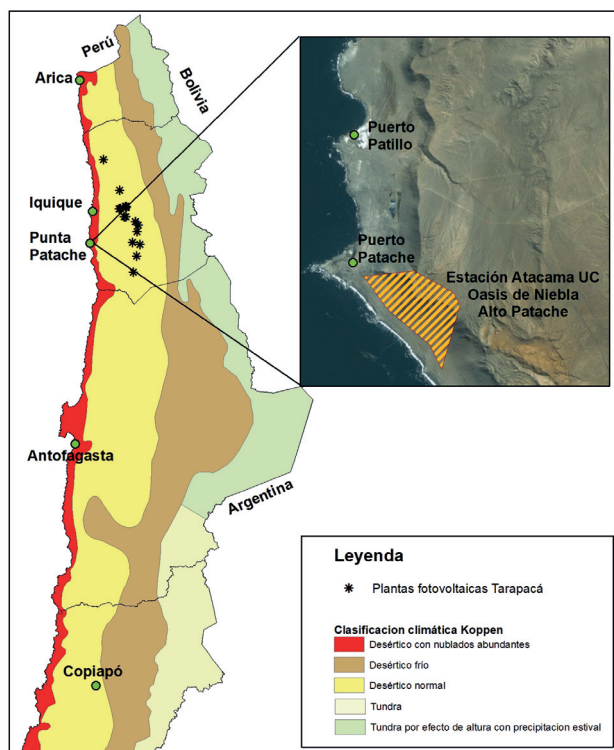 Perú
Arica
Bolivia
Iquique
Punta
Patache
Antofagasta
Argentina
Copiapó
Puerto
Patillo
Puerto
Patache
Estación Atacama UC
Oasis de Niebla
Alto Patache
Leyenda
Plantas fotovoltaicas Tarapacá
Clasificacion climática Koppen
Desértico con nublados abundantes
Desértico frío
Desértico normal
Tundra
Tundra por efecto de altura con precipitacion estival